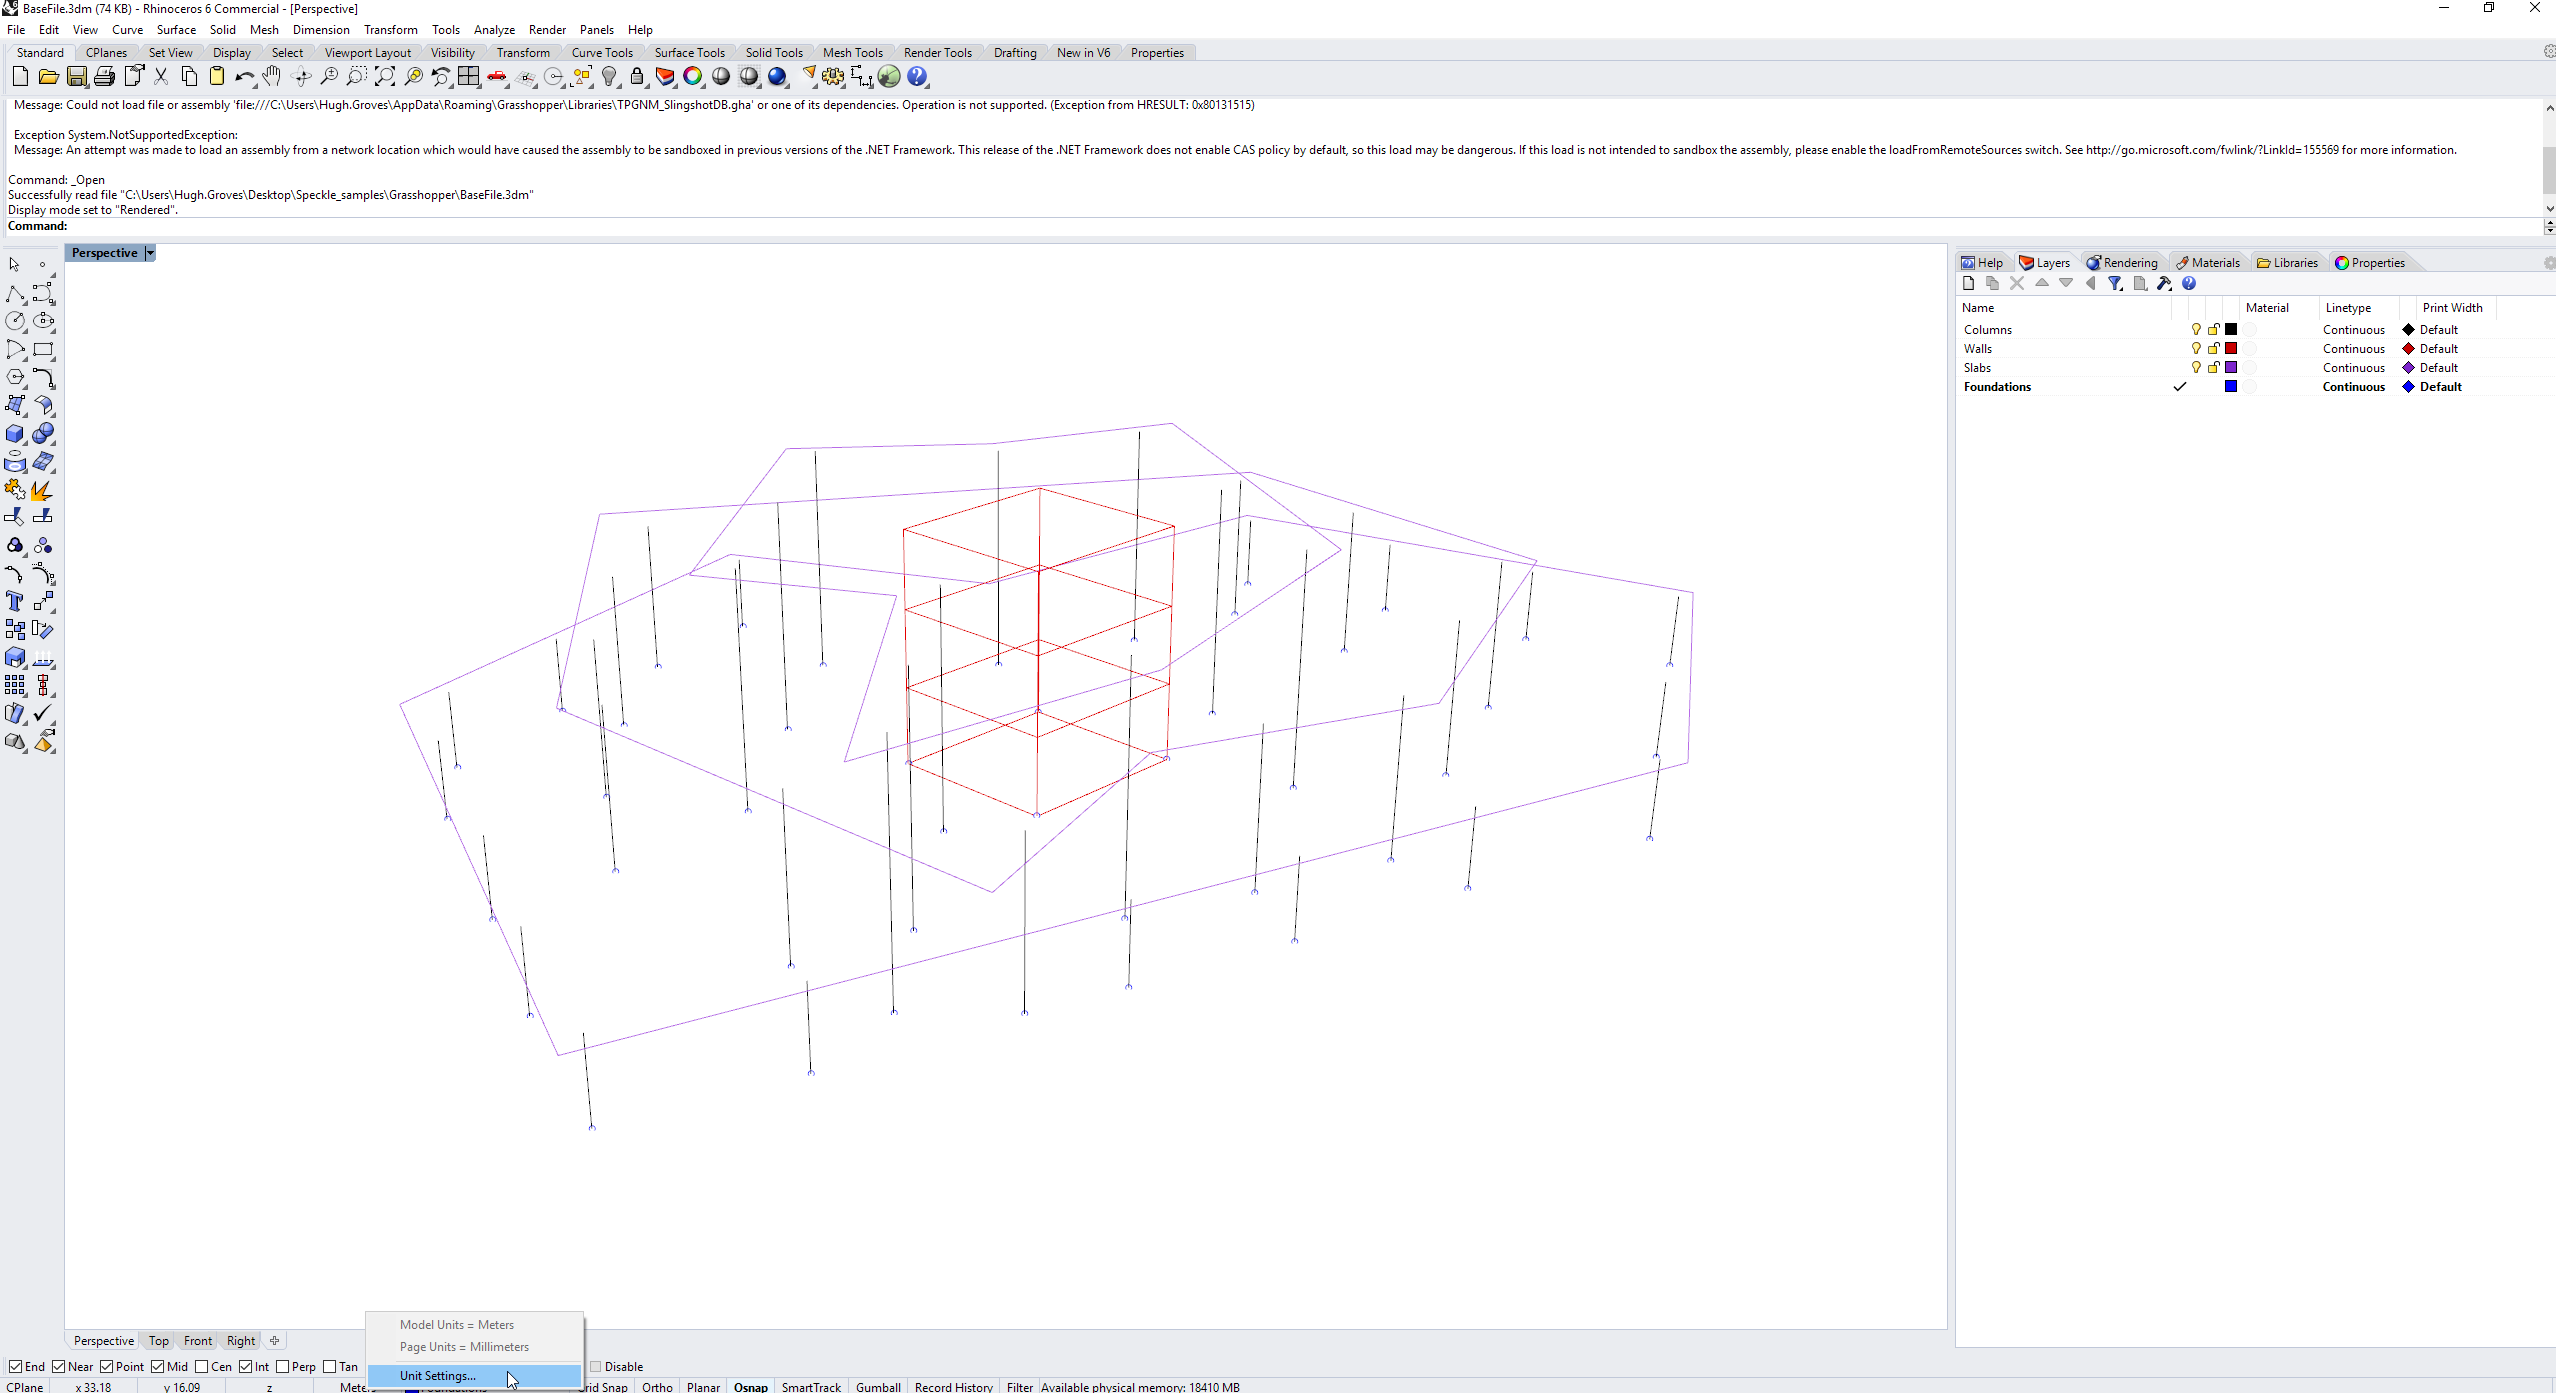 BaseFile.3dm (74 KB) - Rhinoceros 6 Commercial - [Perspective]
File Edit View Curve Surface Solid Mesh Dimension Transform Tools Analyze Render Panels Help
Standard CPlanes Set View Display Select Viewport Layout Visibility Transform Curve Tools Surface Tools Solid Tools Mesh Tools Render Tools Drafting New in V6 Properties
Message: Could not load file or assembly 'file:///C:\Users\Hugh.Groves\AppData\Roaming\Grasshopper\Libraries\TPGNM_SlingshotDB.gha' or one of its dependencies. Operation is not supported. (Exception from HRESULT: 0x80131515)
Exception System.NotSupportedException:
Message: An attempt was made to load an assembly from a network location which would have caused the assembly to be sandboxed in previous versions of the .NET Framework. This release of the .NET Framework does not enable CAS policy by default, so this load may be dangerous. If this load is not intended to sandbox the assembly, please enable the loadFromRemoteSources switch. See http://go.microsoft.com/fwlink/?LinkId=155569 for more information.
Command: _Open
Successfully read file "C:\Users\Hugh.Groves\Desktop\Speckle_samples\Grasshopper\BaseFile.3dm"
Display mode set to "Rendered".
Command:
Perspective
Help Layers Rendering Materials Libraries Properties
Name Material Linetype Print Width
Columns Continuous Default
Walls Continuous Default
Slabs Continuous Default
Foundations Continuous Default
Model Units = Meters
Page Units = Millimeters
Unit Settings...
Perspective Top Front Right
End Near Point Mid Cen Int Perp Tan Disable
CPlane x 33.18 y 16.09 z Snap Ortho Planar Osnap SmartTrack Gumball Record History Filter Available physical memory: 18410 MB